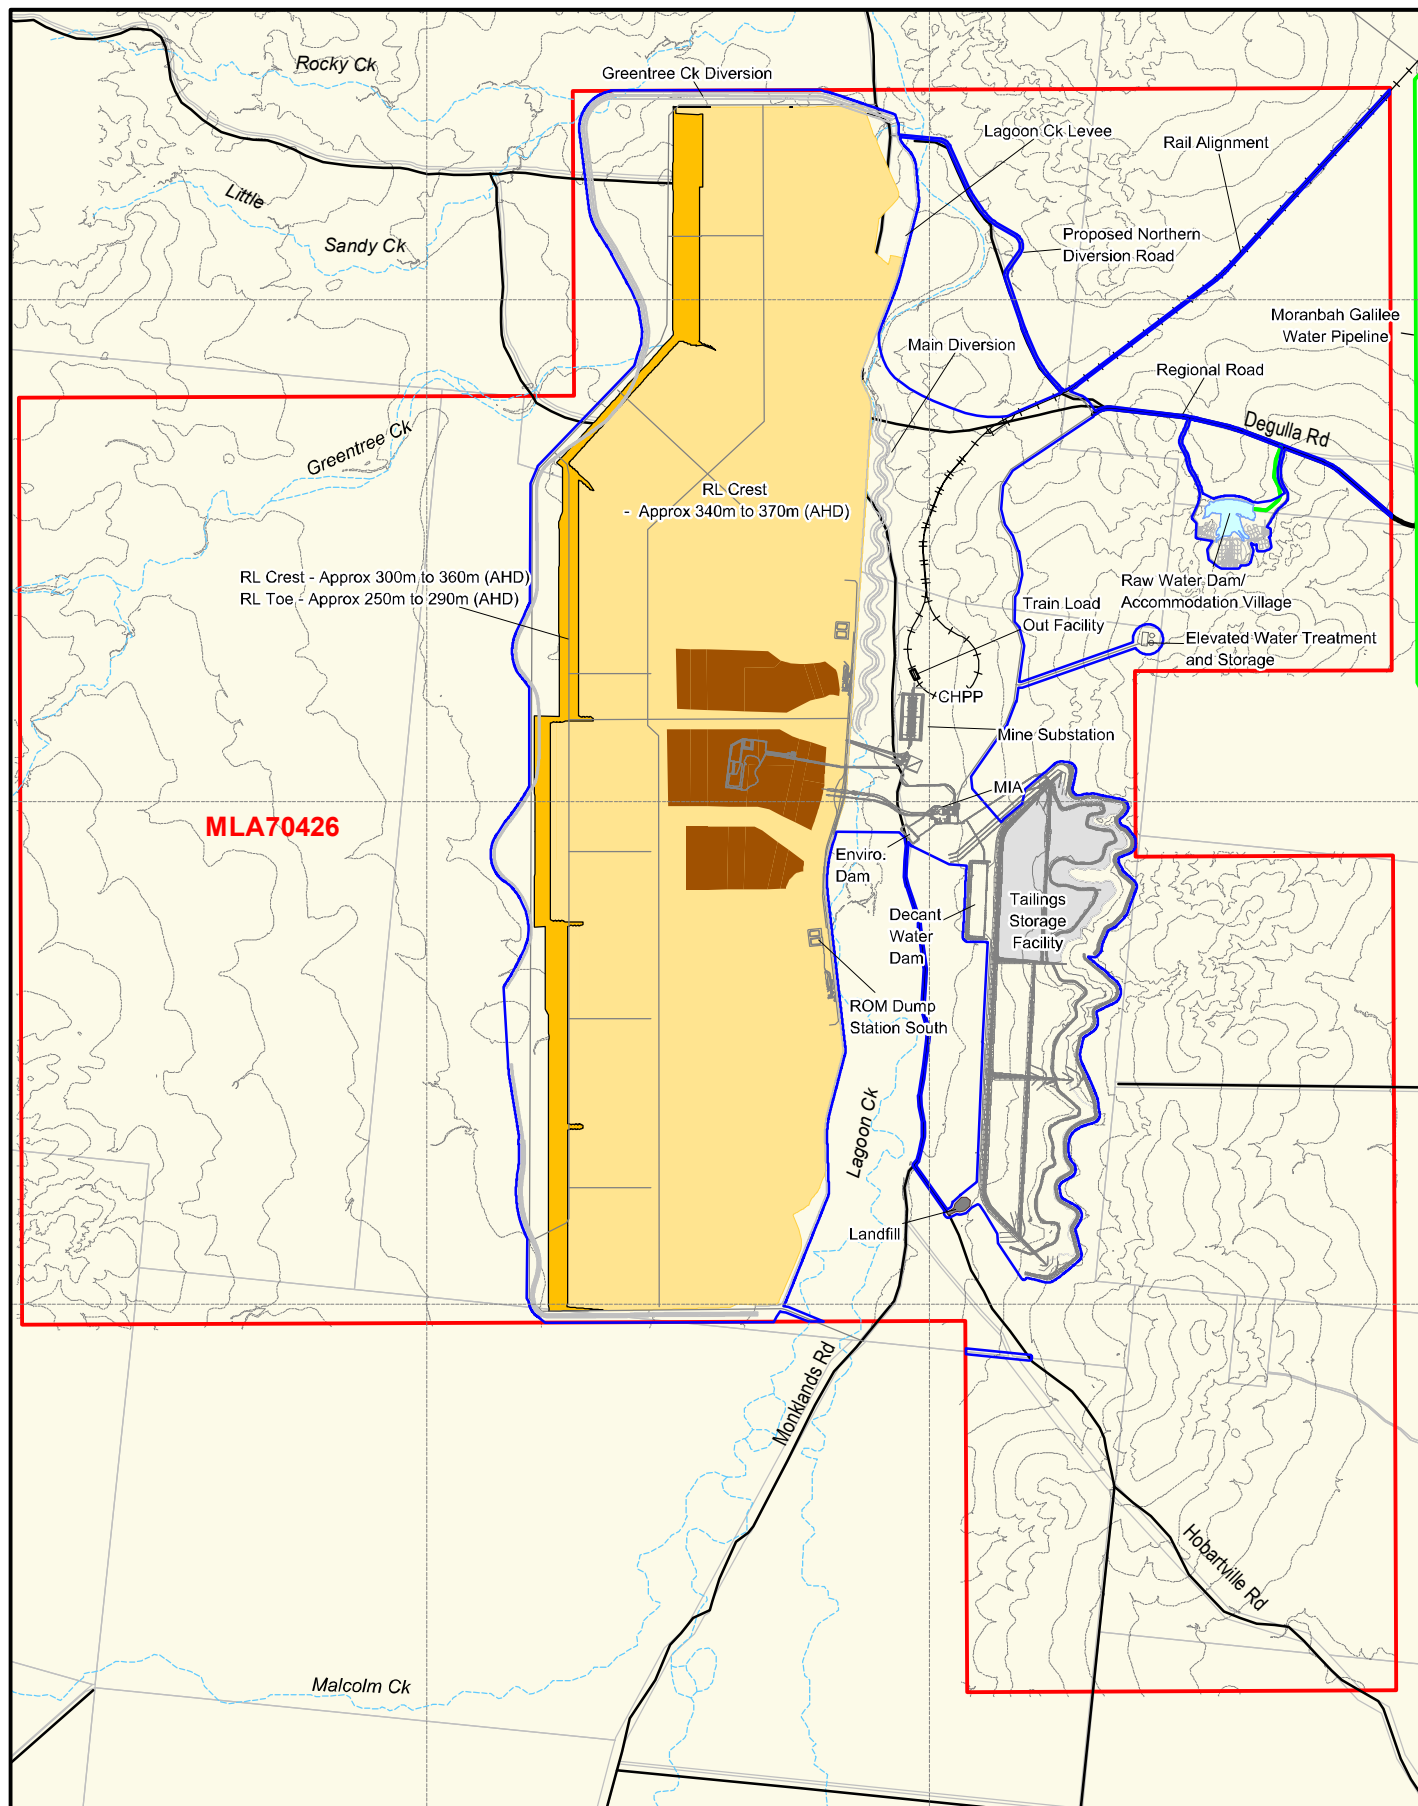 Rocky Ck
Greentree Ck Diversion
Lagoon Ck Levee
Rail Alignment
Little
Sandy Ck
Proposed Northern
Diversion Road
Moranbah Galilee
Water Pipeline
Main Diversion
Regional Road
Degulla Rd
Greentree Ck
RL Crest
- Approx 340m to 370m (AHD)
RL Crest - Approx 300m to 360m (AHD)
RL Toe - Approx 250m to 290m (AHD)
Raw Water Dam/
Accommodation Village
Train Load
Out Facility
Elevated Water Treatment
and Storage
CHPP
Mine Substation
MIA
MLA70426
Enviro.
Dam
Decant
Water
Dam
Tailings
Storage
Facility
ROM Dump
Station South
Lagoon Ck
Landfill
Monklands Rd
Hobartville Rd
Malcolm Ck